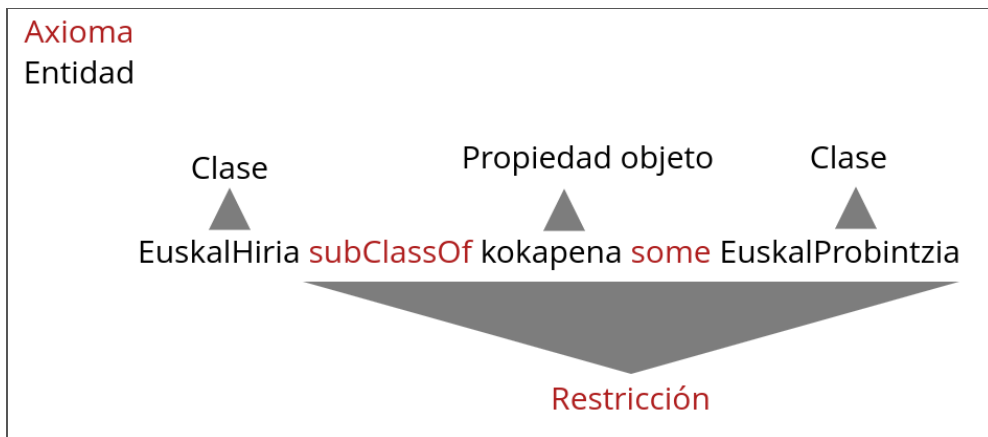 Axioma
Entidad
Clase Propiedad objeto Clase
EuskalHiria subClassOf kokapena some EuskalProbintzia
Restricción